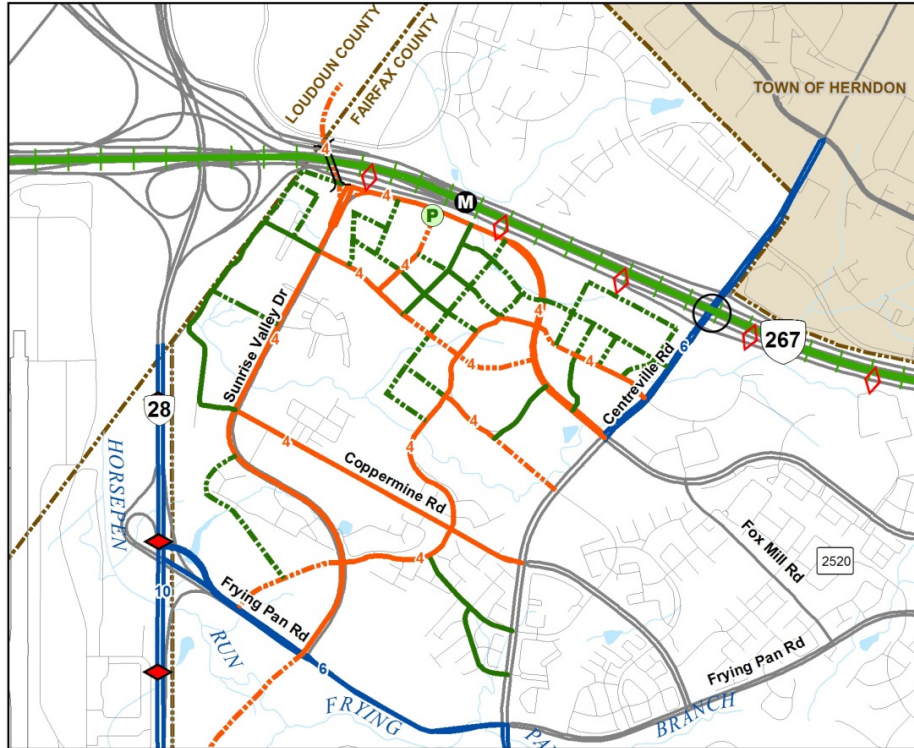 LOUDOUN COUNTY
FAIRFAX COUNTY
TOWN OF HERNDON
4
4
M
P
4
4
4
267
Sunrise Valley Dr
4
4
4
6
Centreville Rd
28
4
4
4
HORSEPEN
Coppermine Rd
Fox Mill Rd
2520
4
10
Frying Pan Rd
RUN
6
Frying Pan Rd
FRYING
PAN
BRANCH